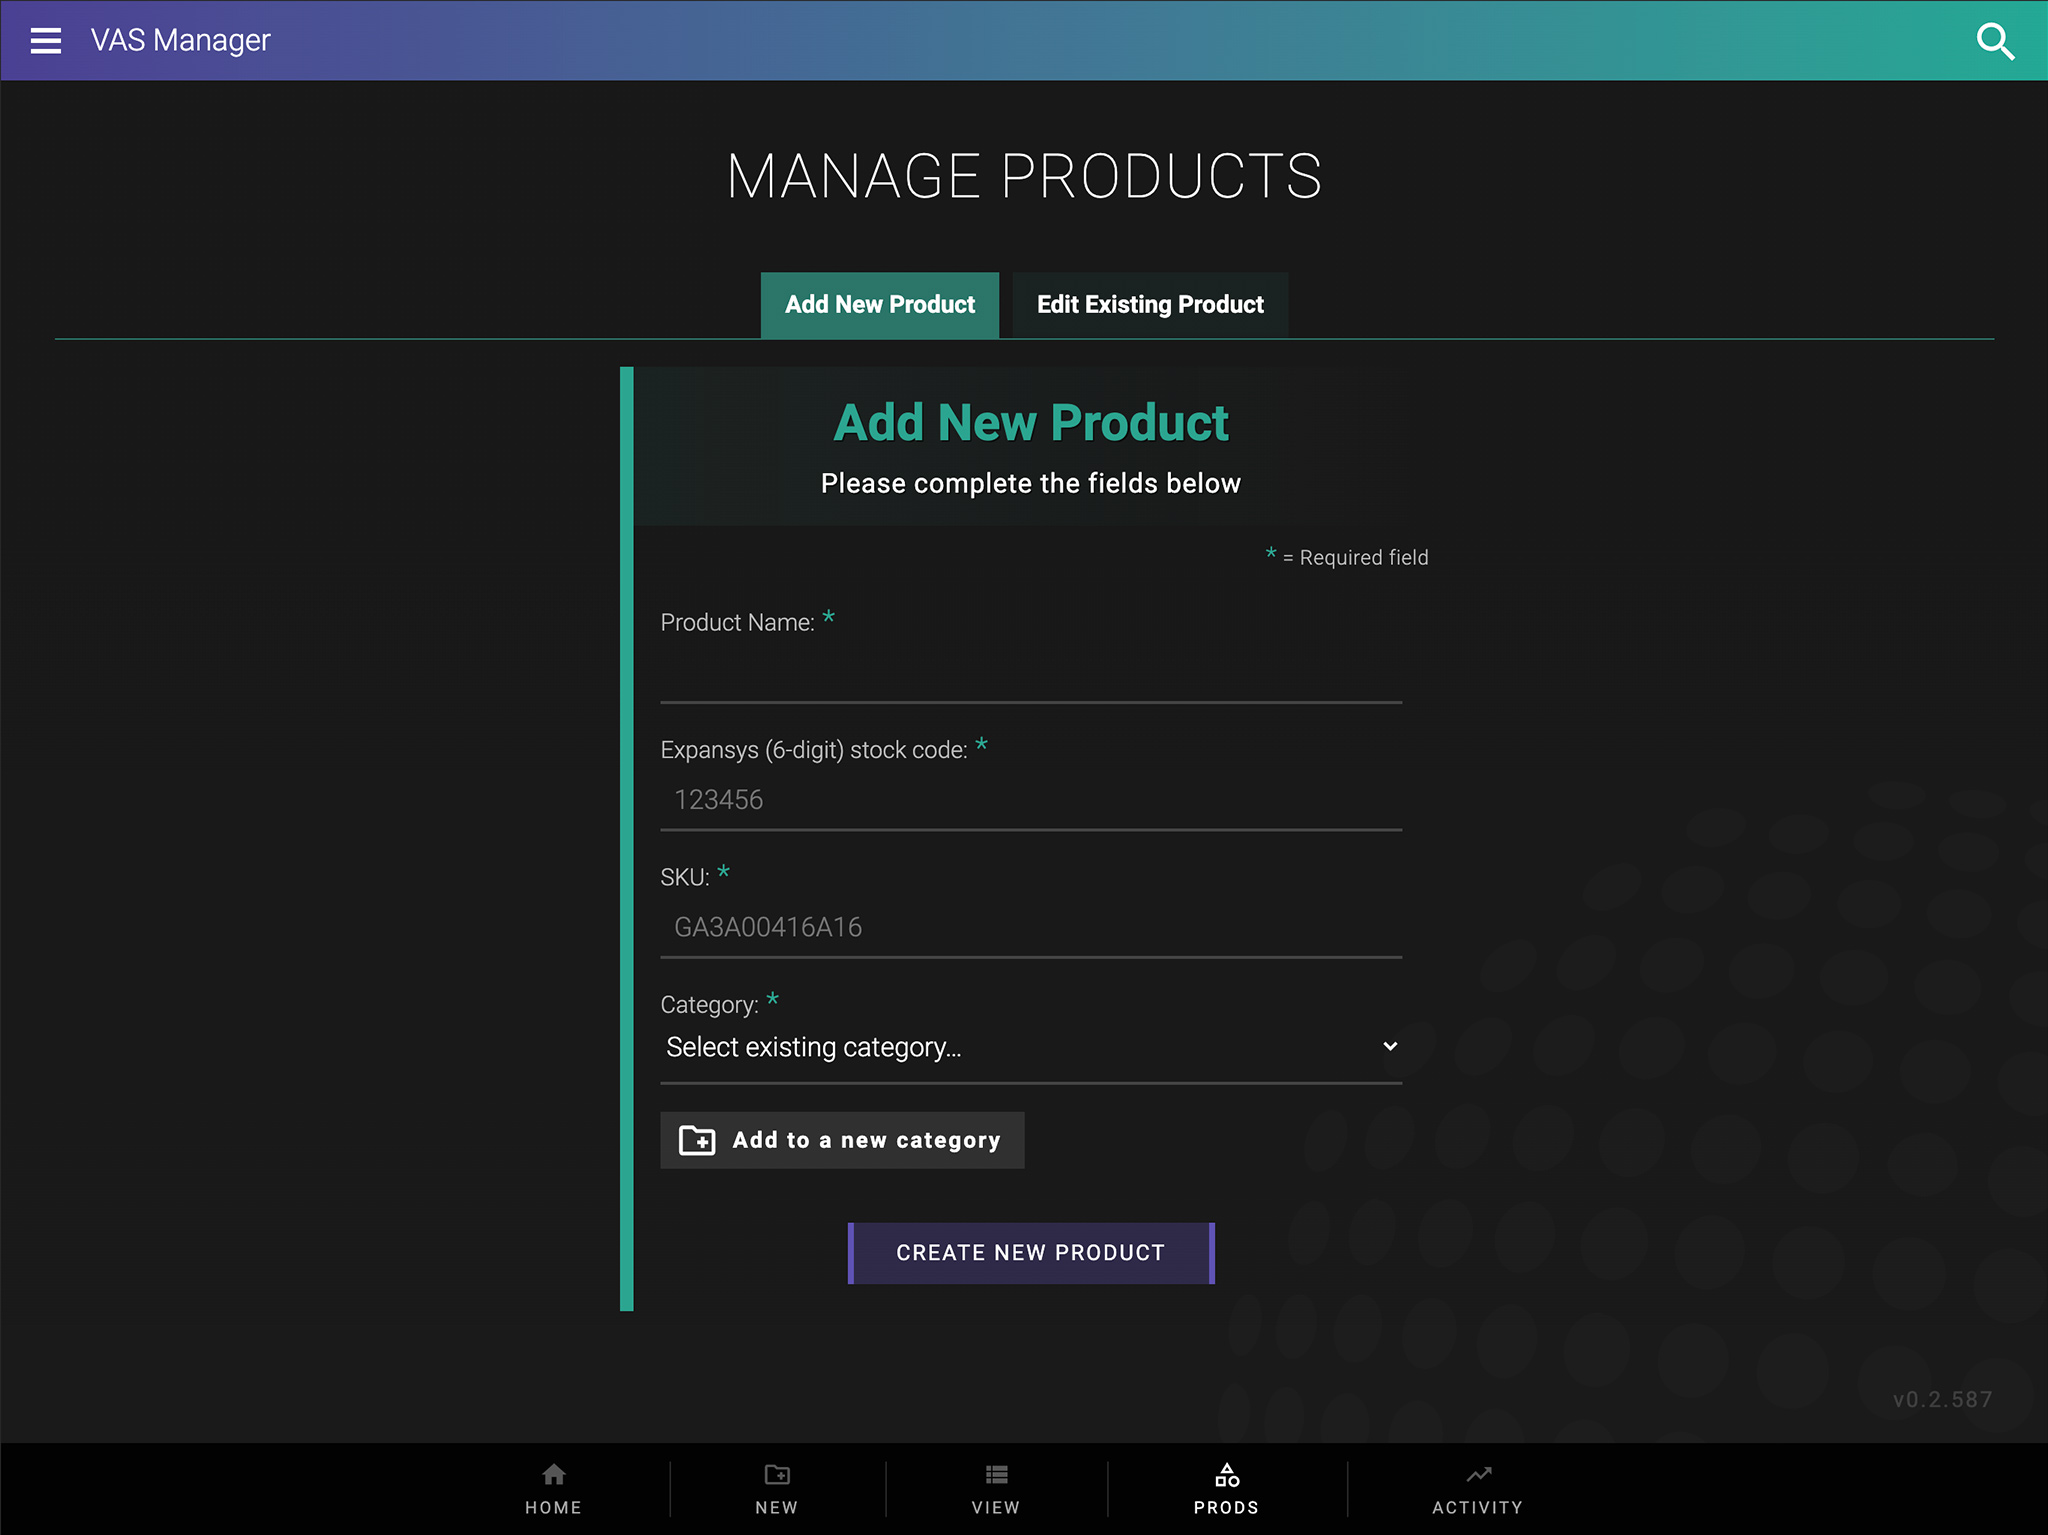 VAS Manager
MANAGE PRODUCTS
Add New Product
Edit Existing Product
Add New Product
Please complete the fields below
* = Required field
Product Name: *
Expansys (6-digit) stock code: *
123456
SKU: *
GA3A00416A16
Category: *
Select existing category...
Add to a new category
CREATE NEW PRODUCT
v0.2.587
HOME
NEW
VIEW
PRODS
ACTIVITY